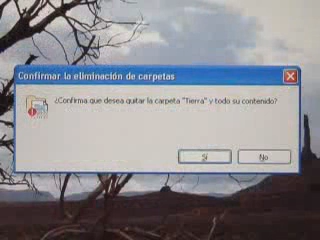 Confirmar la eliminación de carpetas
¿Confirma que desea quitar la carpeta "Tierra" y todo su contenido?
Sí
No